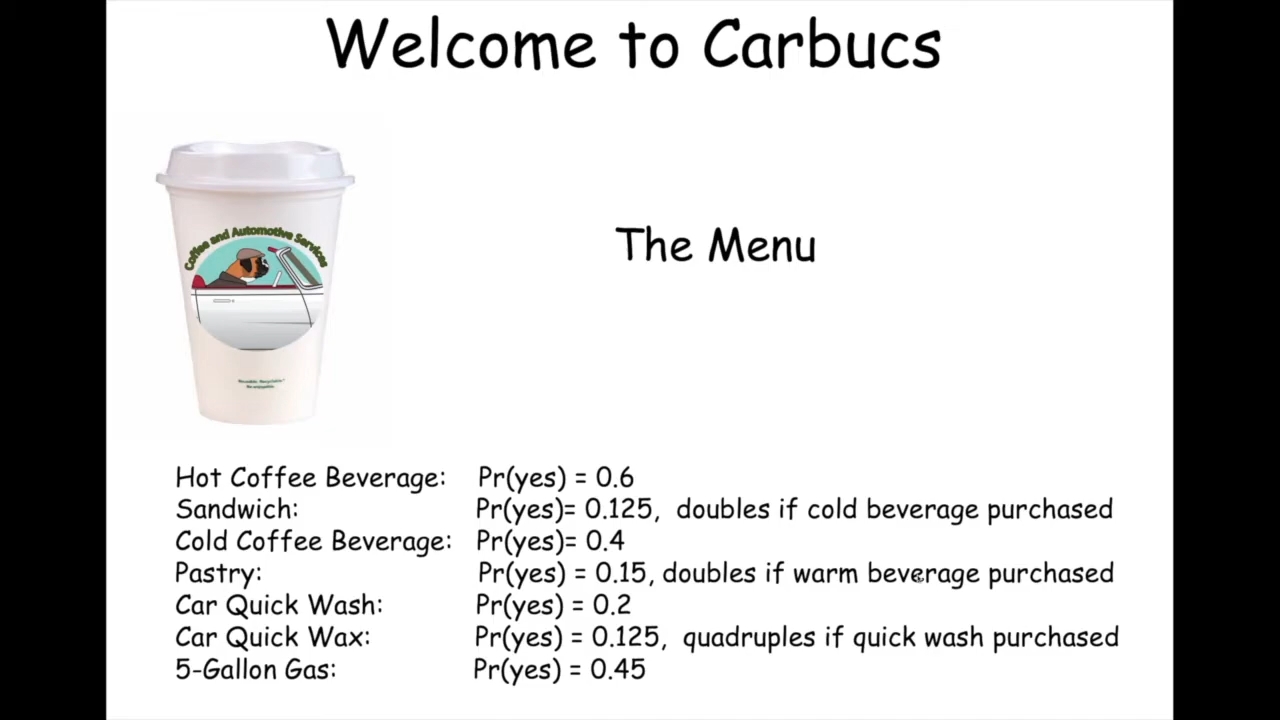 Welcome to Carbucs
Coffee and Automotive Services
The Menu
Hot Coffee Beverage: Pr(yes) = 0.6
Sandwich: Pr(yes)= 0.125, doubles if cold beverage purchased
Cold Coffee Beverage: Pr(yes)= 0.4
Pastry: Pr(yes) = 0.15, doubles if warm beverage purchased
Car Quick Wash: Pr(yes) = 0.2
Car Quick Wax: Pr(yes) = 0.125, quadruples if quick wash purchased
5-Gallon Gas: Pr(yes) = 0.45